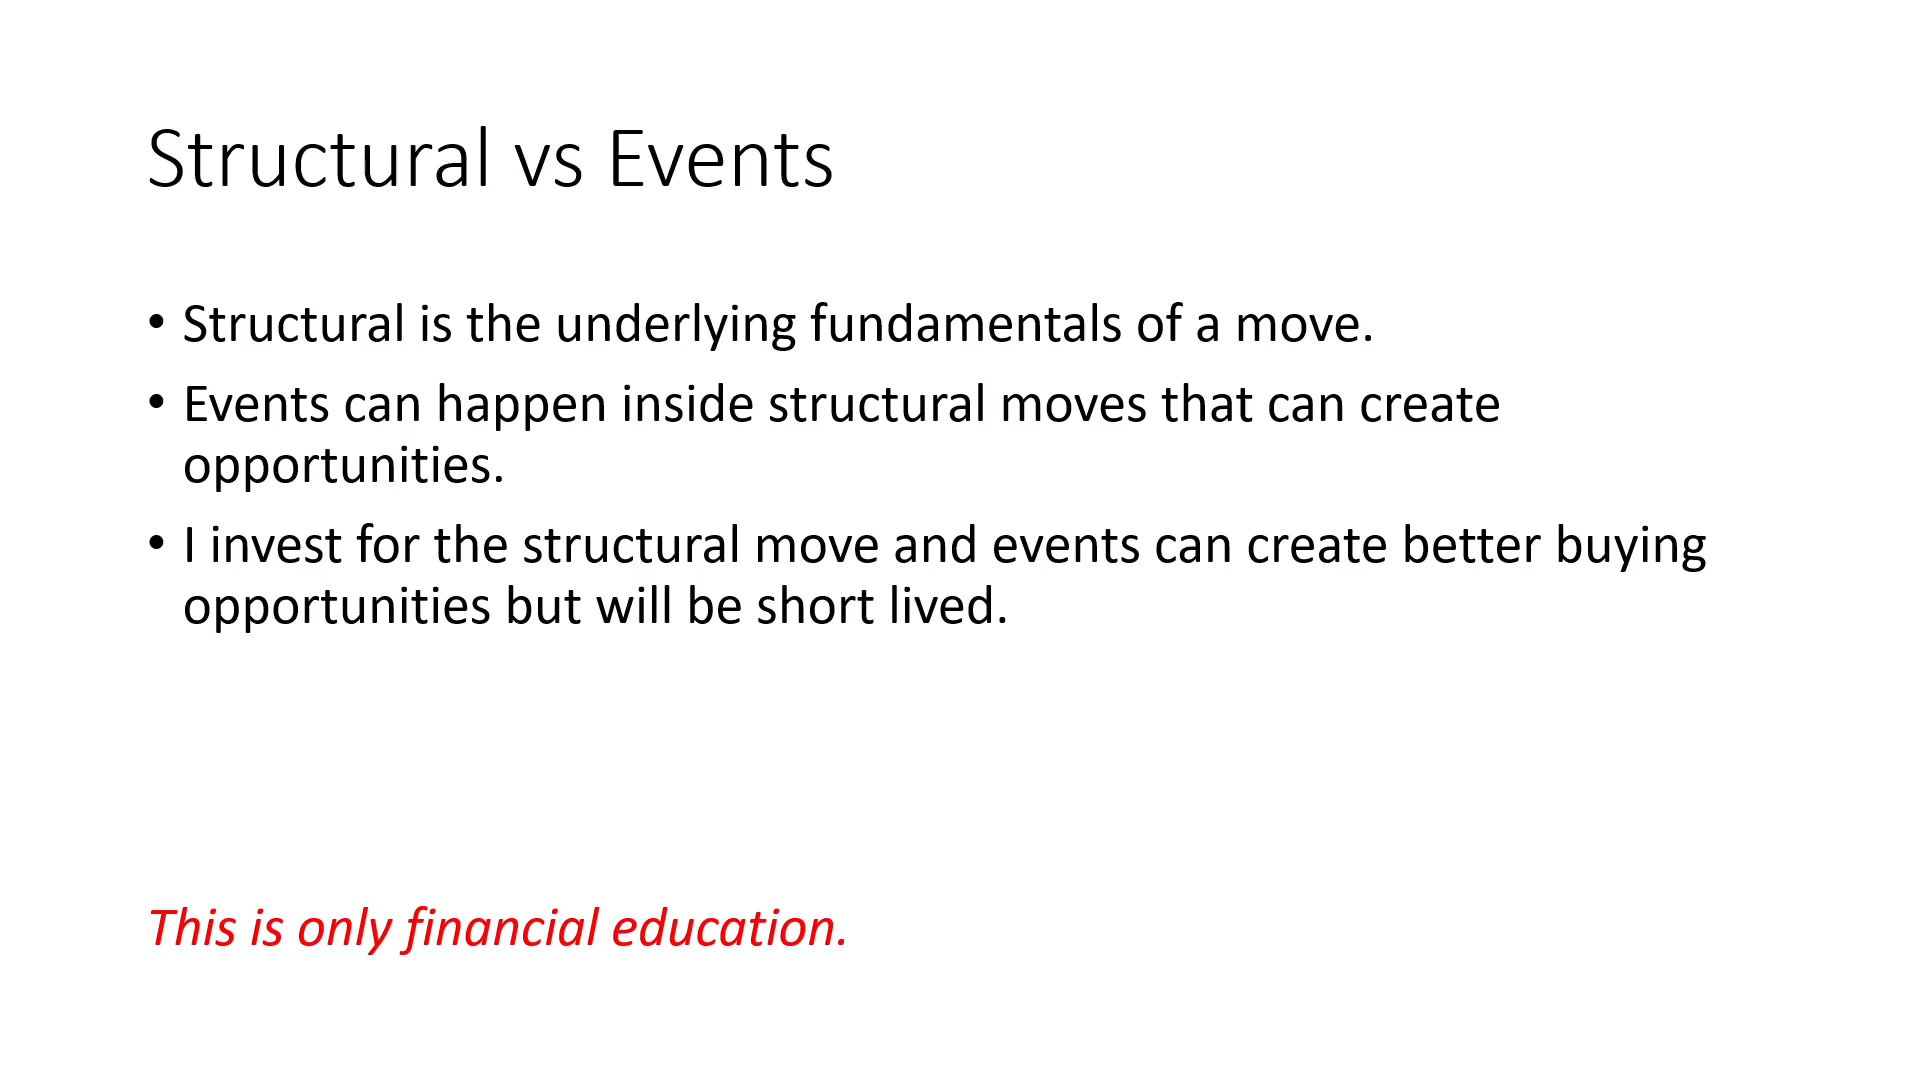 Structural vs Events
• Structural is the underlying fundamentals of a move.
• Events can happen inside structural moves that can create
opportunities.
• I invest for the structural move and events can create better buying
opportunities but will be short lived.
This is only financial education.